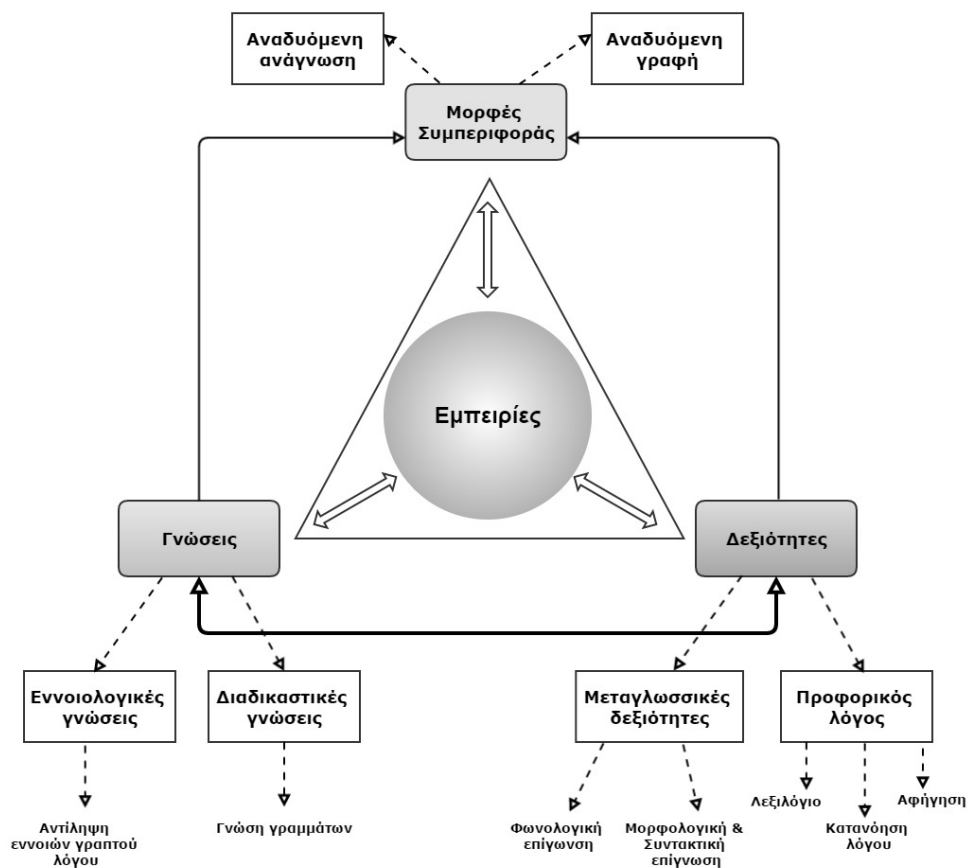 Αναδυόμενη
ανάγνωση
Αναδυόμενη
γραφή
Μορφές
Συμπεριφοράς
Εμπειρίες
Γνώσεις
Δεξιότητες
Εννοιολογικές
γνώσεις
Διαδικαστικές
γνώσεις
Μεταγλωσσικές
δεξιότητες
Προφορικός
λόγος
Αντίληψη
εννοιών γραπτού
λόγου
Γνώση γραμμάτων
Φωνολογική
επίγωνση
Μορφολογική &
Συντακτική
επίγνωση
Λεξιλόγιο
Κατανόηση
λόγου
Αφήγηση